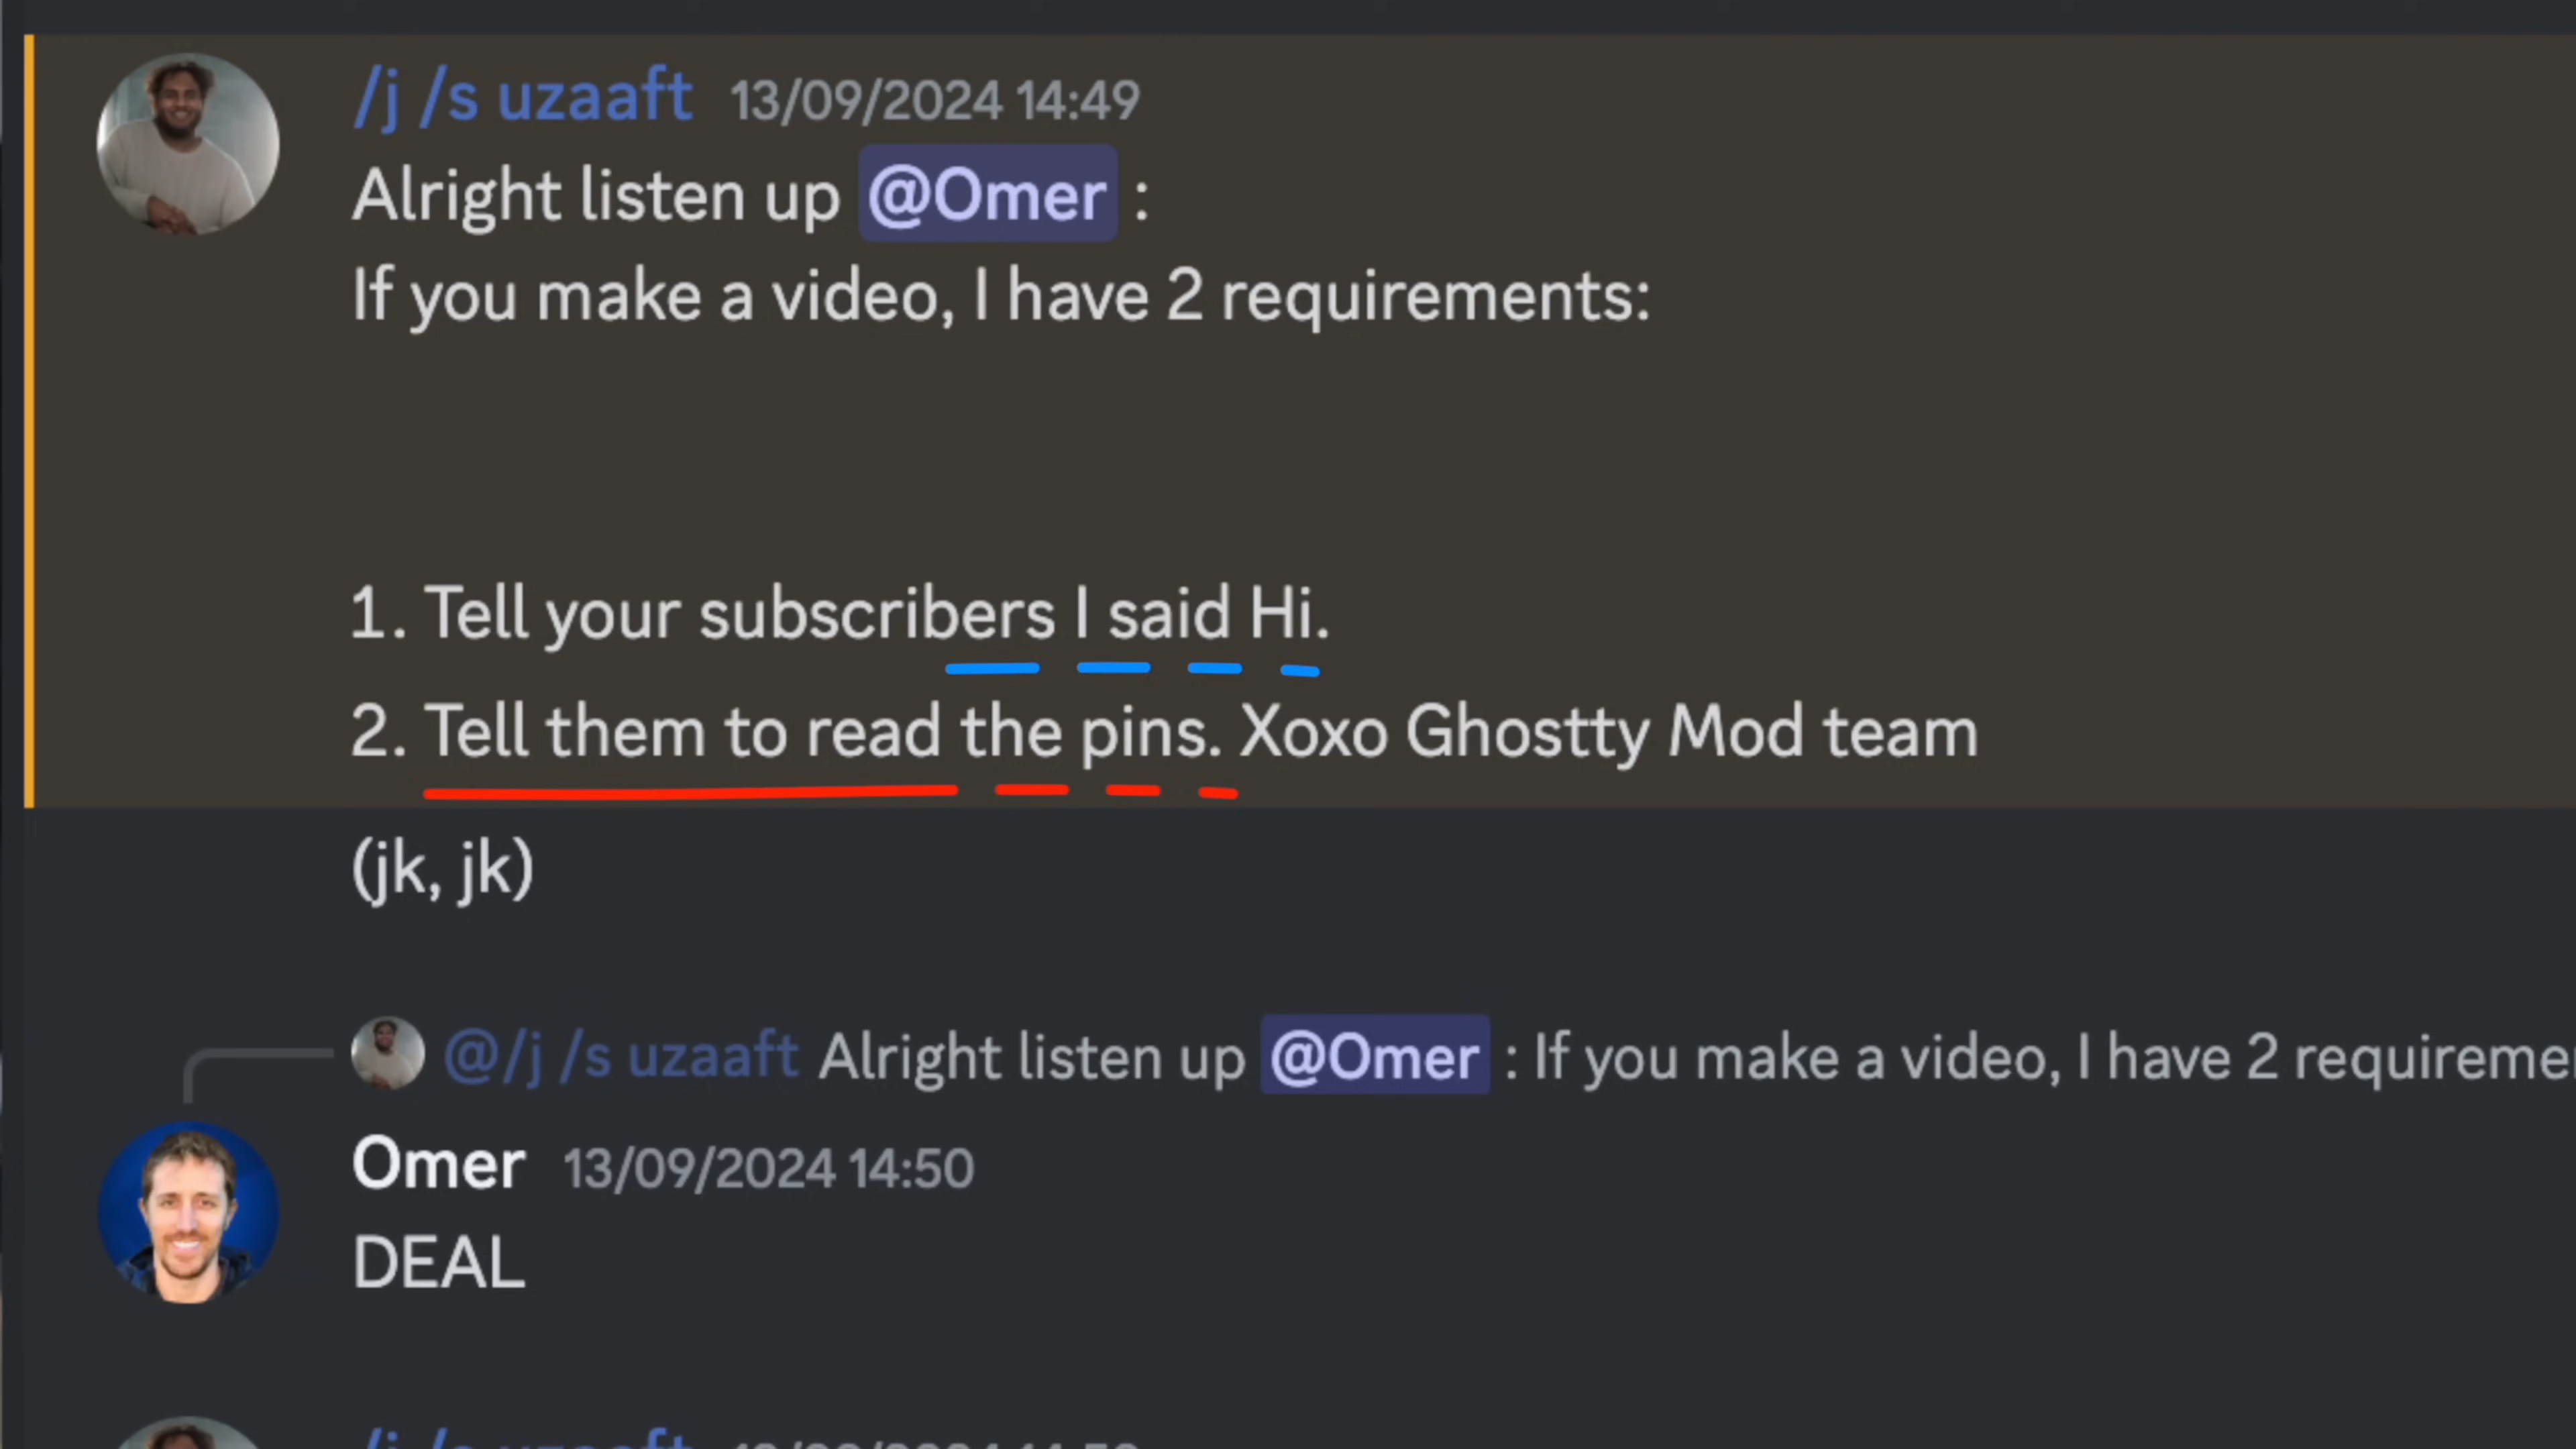 /j /s uzaaft 13/09/2024 14:49
Alright listen up @Omer :
If you make a video, I have 2 requirements:
1. Tell your subscribers I said Hi.
2. Tell them to read the pins. Xoxo Ghostty Mod team
(jk, jk)
@/j /s uzaaft Alright listen up @Omer : If you make a video, I have 2 requireme
Omer 13/09/2024 14:50
DEAL
/j /s uzaaft